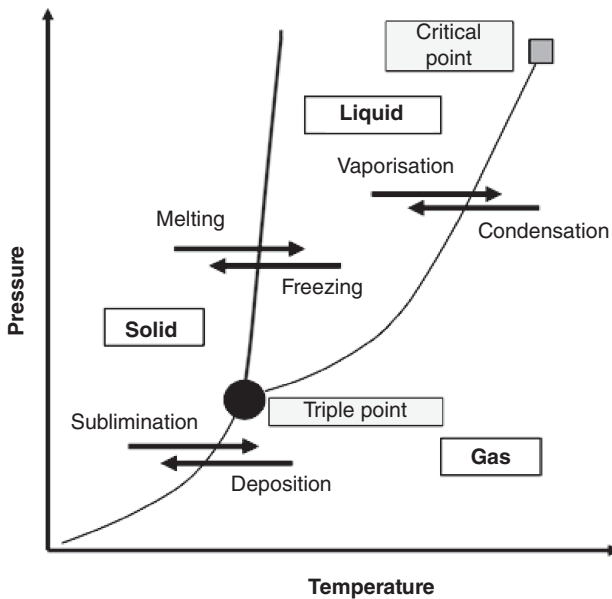 Critical
point
Liquid
Vaporisation
Melting
Condensation
Freezing
Pressure
Solid
Triple point
Sublimination
Gas
Deposition
Temperature